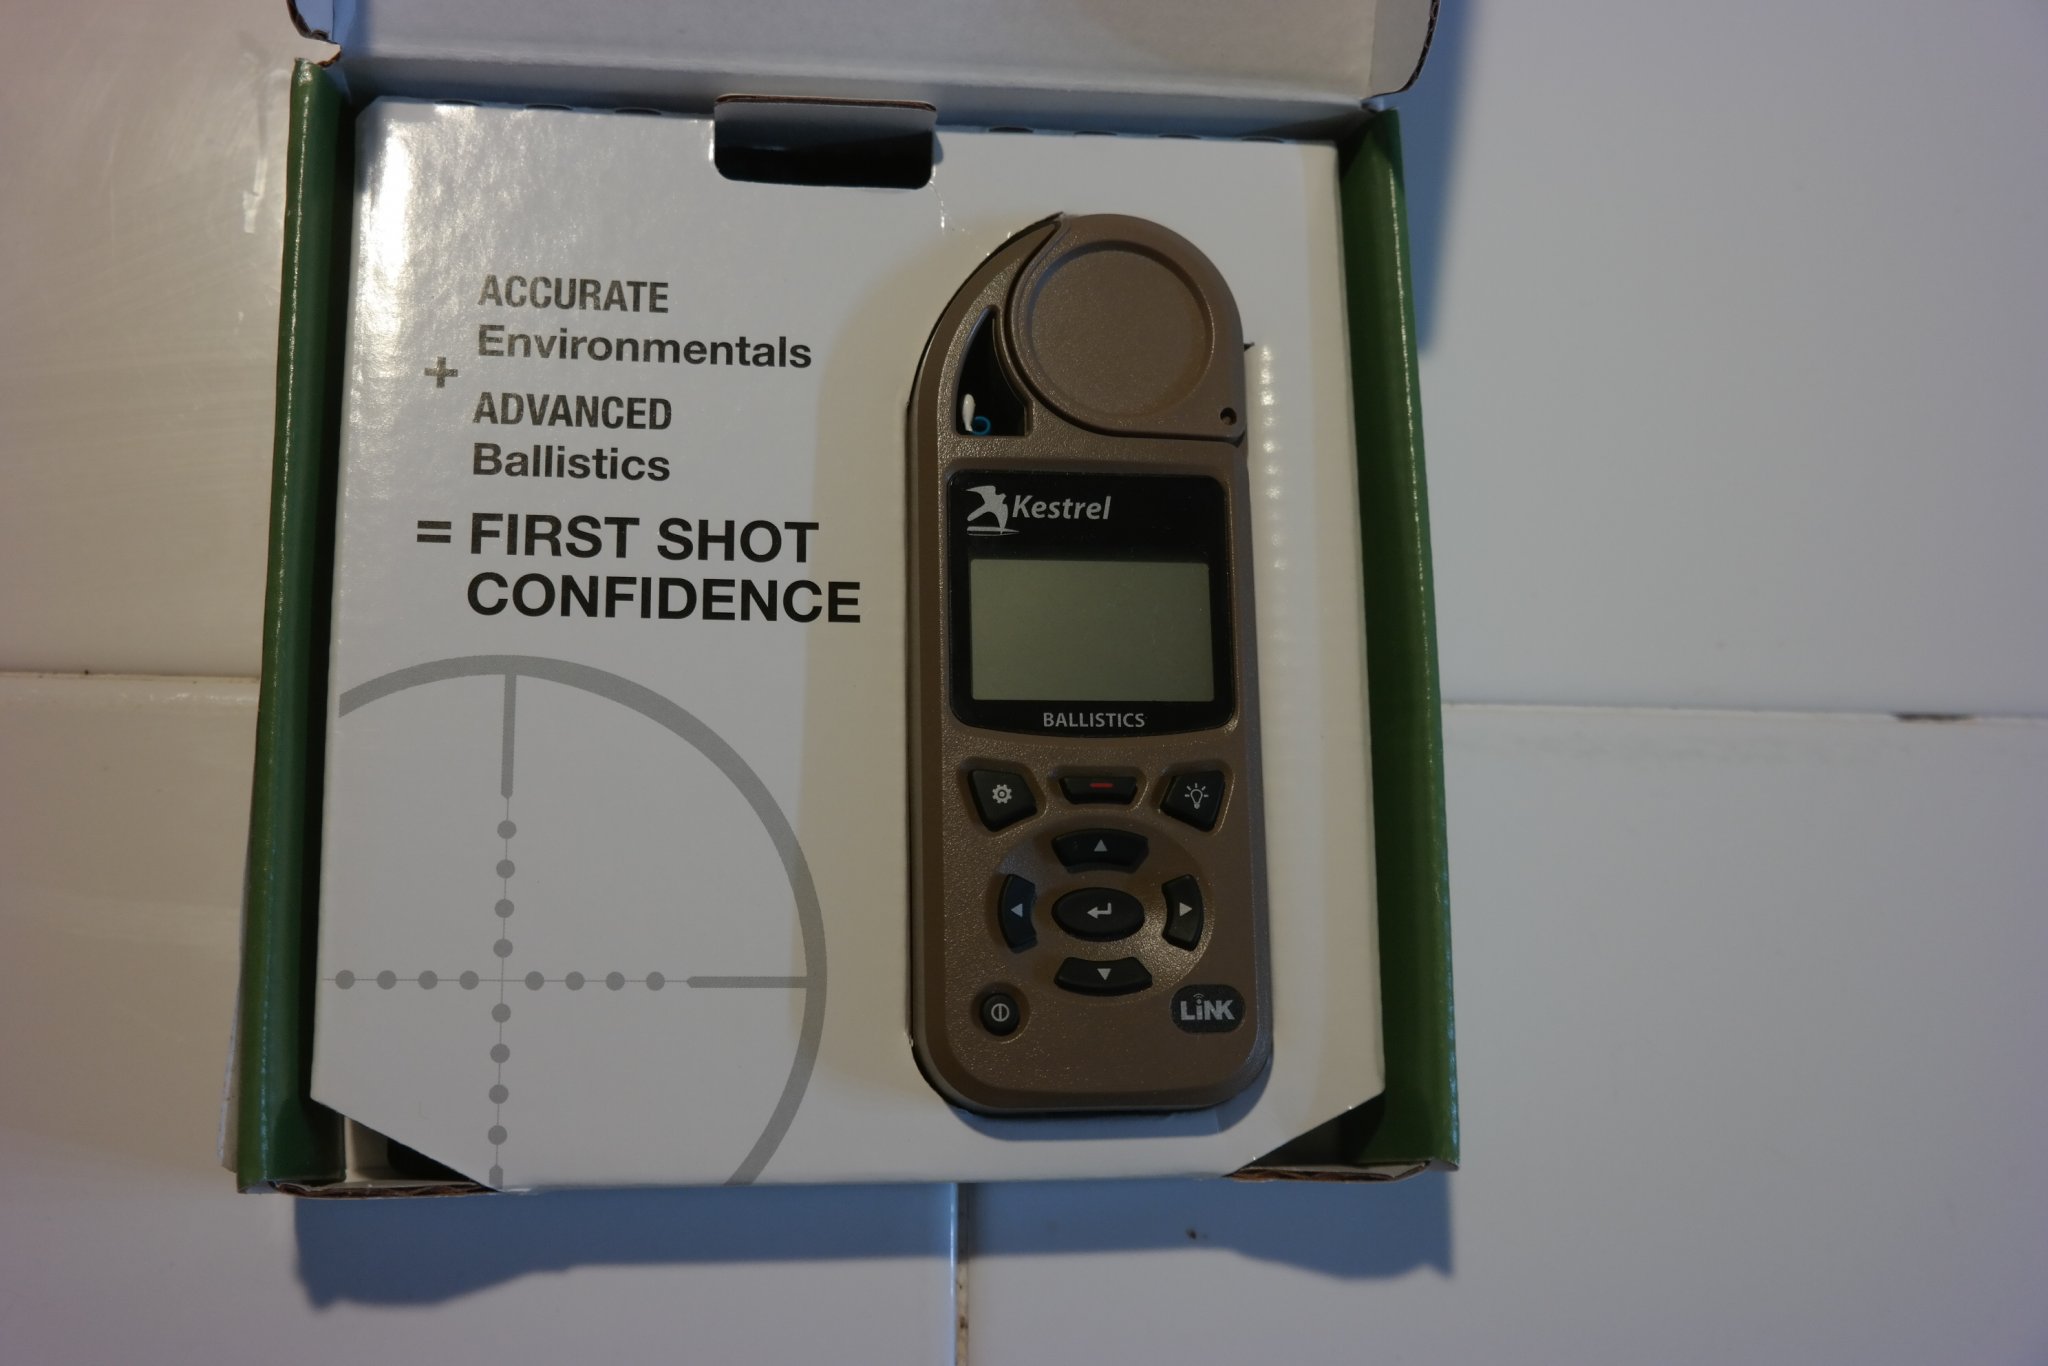 ACCURATE
Environmentals
+
ADVANCED
Ballistics
= FIRST SHOT
CONFIDENCE
Kestrel
BALLISTICS
LiNK